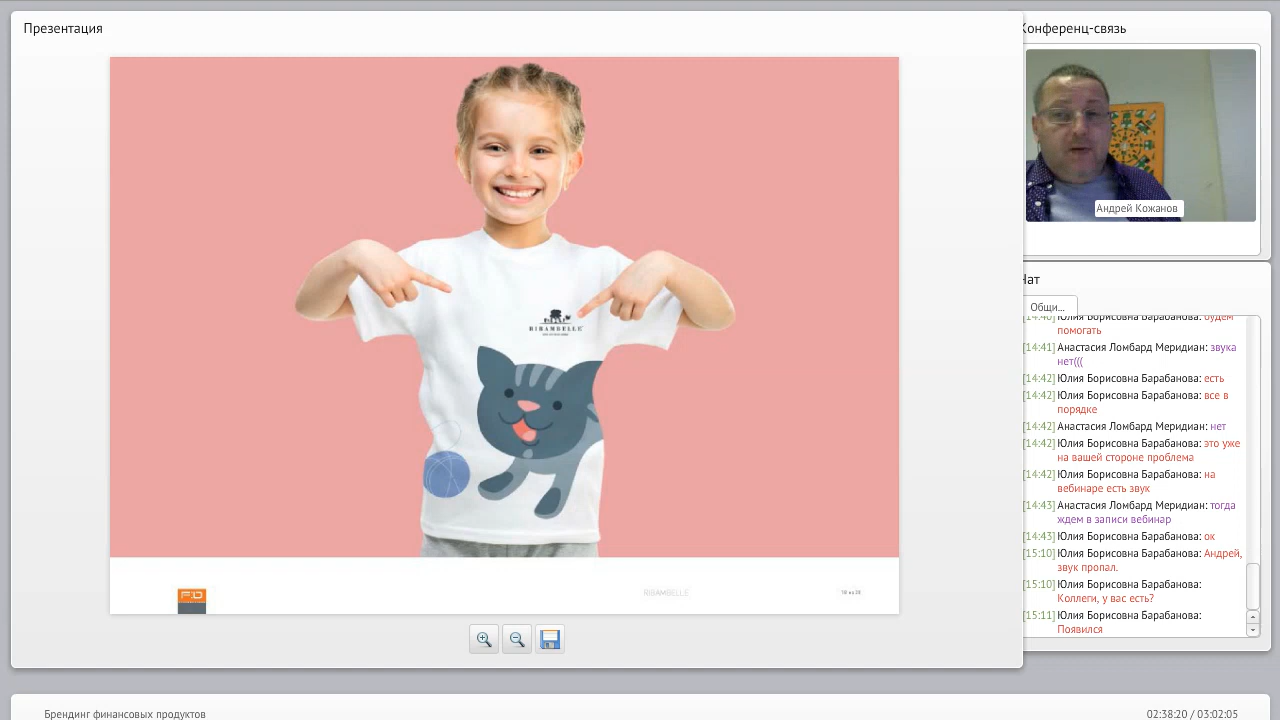 Презентация
RIBAMBELLE
RIBAMBELLE
18 из 28
Конференц-связь
Андрей Кожанов
Чат
Общи...
[14:40] Юлия Борисовна Барабанова: будем
помогать
[14:41] Анастасия Ломбард Меридиан: звука
нет(((
[14:42] Юлия Борисовна Барабанова: есть
[14:42] Юлия Борисовна Барабанова: все в
порядке
[14:42] Анастасия Ломбард Меридиан: нет
[14:42] Юлия Борисовна Барабанова: это уже
на вашей стороне проблема
[14:42] Юлия Борисовна Барабанова: на
вебинаре есть звук
[14:43] Анастасия Ломбард Меридиан: тогда
ждем в записи вебинар
[14:43] Юлия Борисовна Барабанова: ок
[15:10] Юлия Борисовна Барабанова: Андрей,
звук пропал.
[15:10] Юлия Борисовна Барабанова:
Коллеги, у вас есть?
[15:11] Юлия Борисовна Барабанова:
Появился
Брендинг финансовых продуктов
02:38:20 / 03:02:05